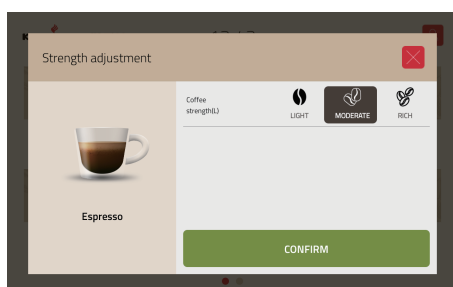 Strength adjustment
Coffee
strength(L)
LIGHT
MODERATE
RICH
Espresso
CONFIRM